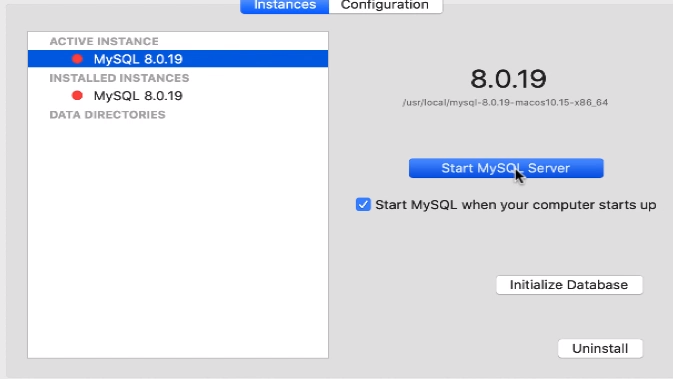 Instances Configuration
ACTIVE INSTANCE
MySQL 8.0.19
INSTALLED INSTANCES
MySQL 8.0.19
DATA DIRECTORIES
8.0.19
/usr/local/mysql-8.0.19-macos10.15-x86_64
Start MySQL Server
Start MySQL when your computer starts up
Initialize Database
Uninstall